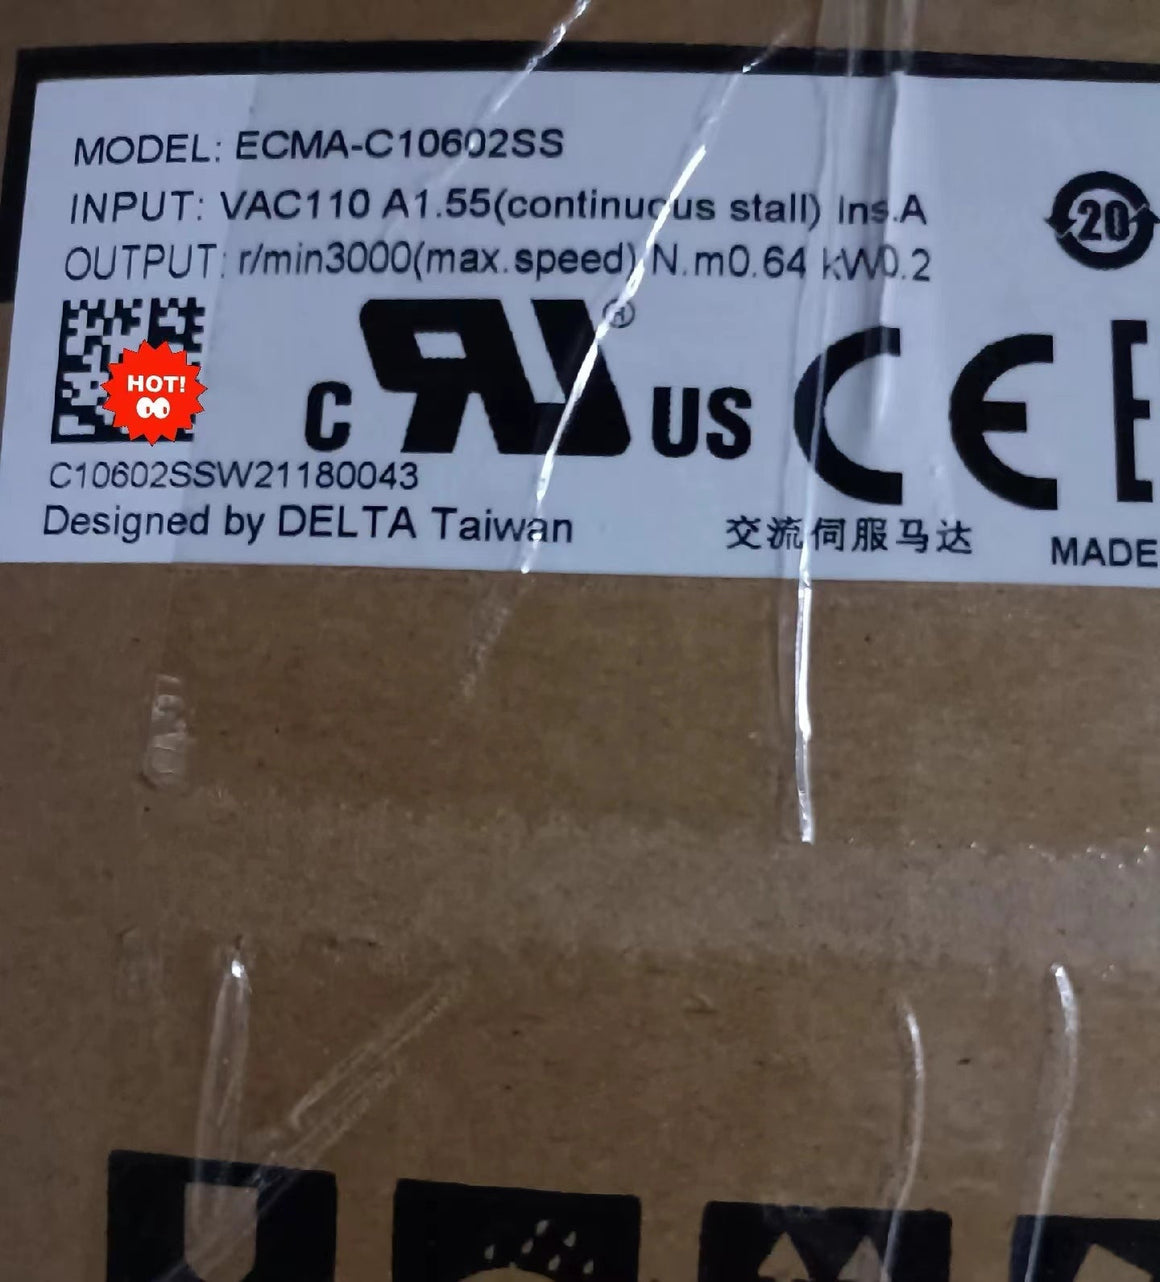 MODEL: ECMA-C10602SS
INPUT: VAC110 A1.55(continuous stall) Ins.A
OUTPUT: r/min3000(max.speed) N.m0.64 kW0.2
20
HOT!
c RU ® US CE E
C10602SSW21180043
Designed by DELTA Taiwan
交流伺服马达
MADE